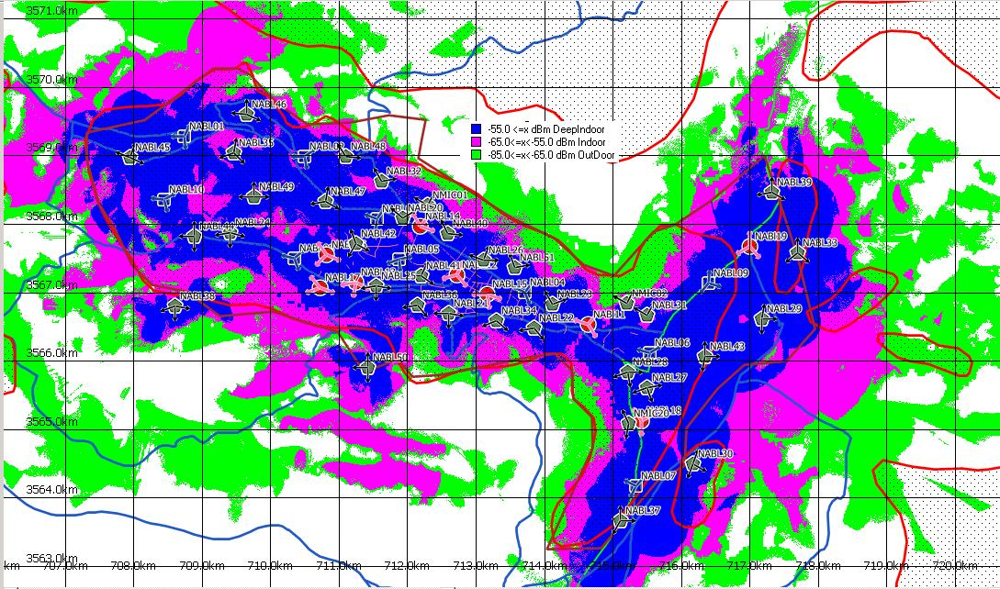 3571.0km
3570.0km
NABL46
-55.0 <=x dBm DeepIndoor
NABL01
-65.0<=x<-55.0 dBm Indoor
3569.0km
NABL45
NABL35
NABL48
-85.0<=x<-65.0 dBm OutDoor
NABL32
NABL39
NABL10
NABL49
NABL47
NMIC01
3568.0km
NABL20
NABL14
NABL40
NABL24
NABL42
NABL19
NABL33
NABL05
NABL26
NABL51
NABL41
NABL09
3567.0km
NABL17
NABL15
NABL04
NABL38
NABL23
NMIC02
NABL21
NABL31
NABL34
NABL22
NABL11
NABL29
3566.0km
NABL06
NABL43
NABL50
NABL28
NABL27
3565.0km
NMIC20
NABL30
3564.0km
NABL07
NABL37
3563.0km
km
707.0km
708.0km
709.0km
710.0km
711.0km
712.0km
713.0km
714.0km
715.0km
716.0km
717.0km
718.0km
719.0km
720.0km